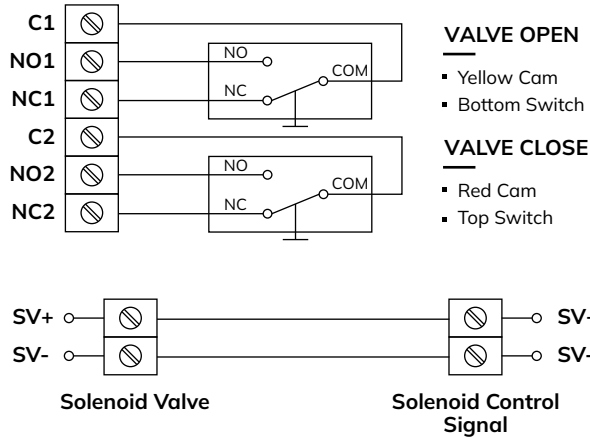 C1
NO1
NC1
C2
NO2
NC2
NO
COM
NC
NO
COM
NC
VALVE OPEN
▪ Yellow Cam
▪ Bottom Switch
VALVE CLOSE
▪ Red Cam
▪ Top Switch
SV+
SV-
SV-
Solenoid Valve
Solenoid Control
Signal